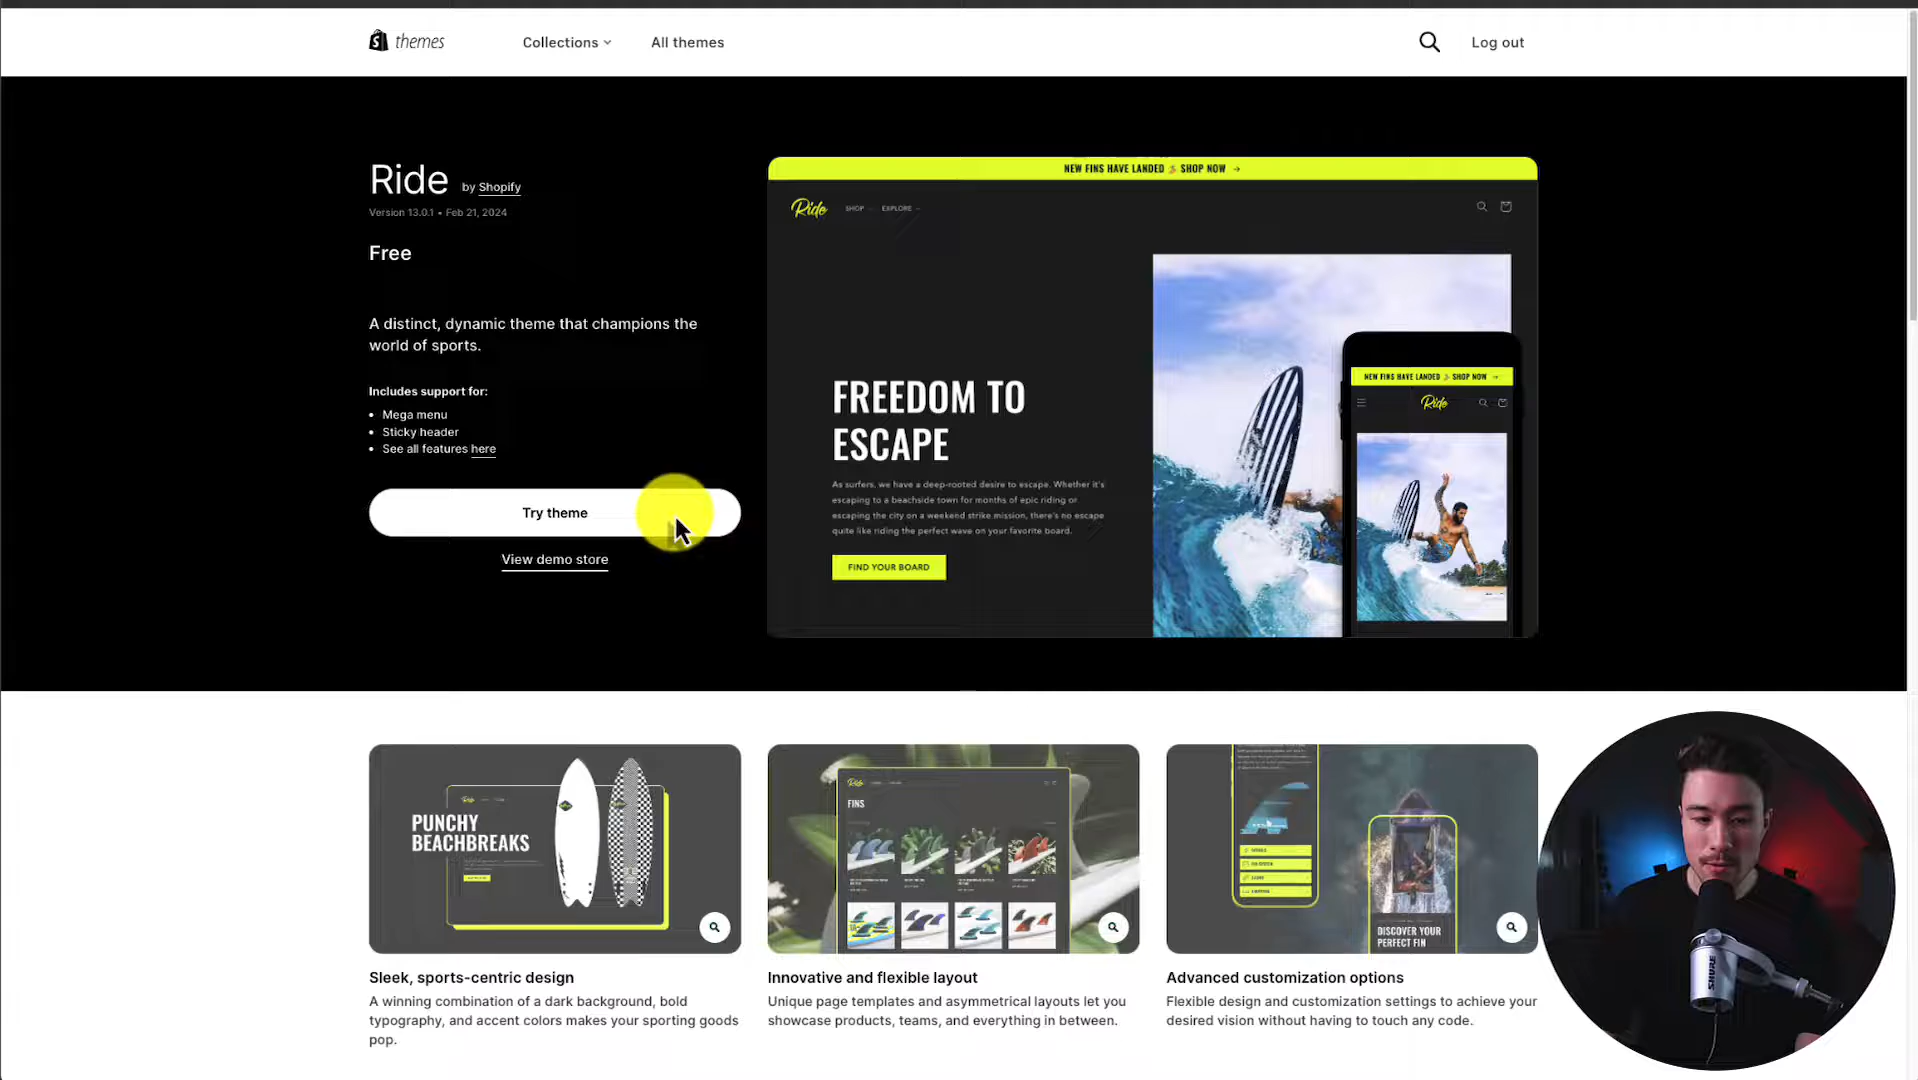 themes
Collections
All themes
Log out
Ride by Shopify
Version 13.0.1 • Feb 21, 2024
Free
A distinct, dynamic theme that champions the
world of sports.
Includes support for:
• Mega menu
• Sticky header
• See all features here
Try theme
View demo store
NEW FINS HAVE LANDED SHOP NOW →
Ride
SHOP
EXPLORE
FREEDOM TO
ESCAPE
As surfers, we have a deep-rooted desire to escape. Whether it's
escaping to a beachside town for months of epic riding or
escaping the city on a weekend strike mission, there's no escape
quite like riding the perfect wave on your favorite board.
FIND YOUR BOARD
NEW FINS HAVE LANDED SHOP NOW →
Ride
PUNCHY
BEACHBREAKS
Ride
FINS
DISCOVER YOUR
PERFECT FIN
Sleek, sports-centric design
A winning combination of a dark background, bold
typography, and accent colors makes your sporting goods
pop.
Innovative and flexible layout
Unique page templates and asymmetrical layouts let you
showcase products, teams, and everything in between.
Advanced customization options
Flexible design and customization settings to achieve your
desired vision without having to touch any code.
SHURE